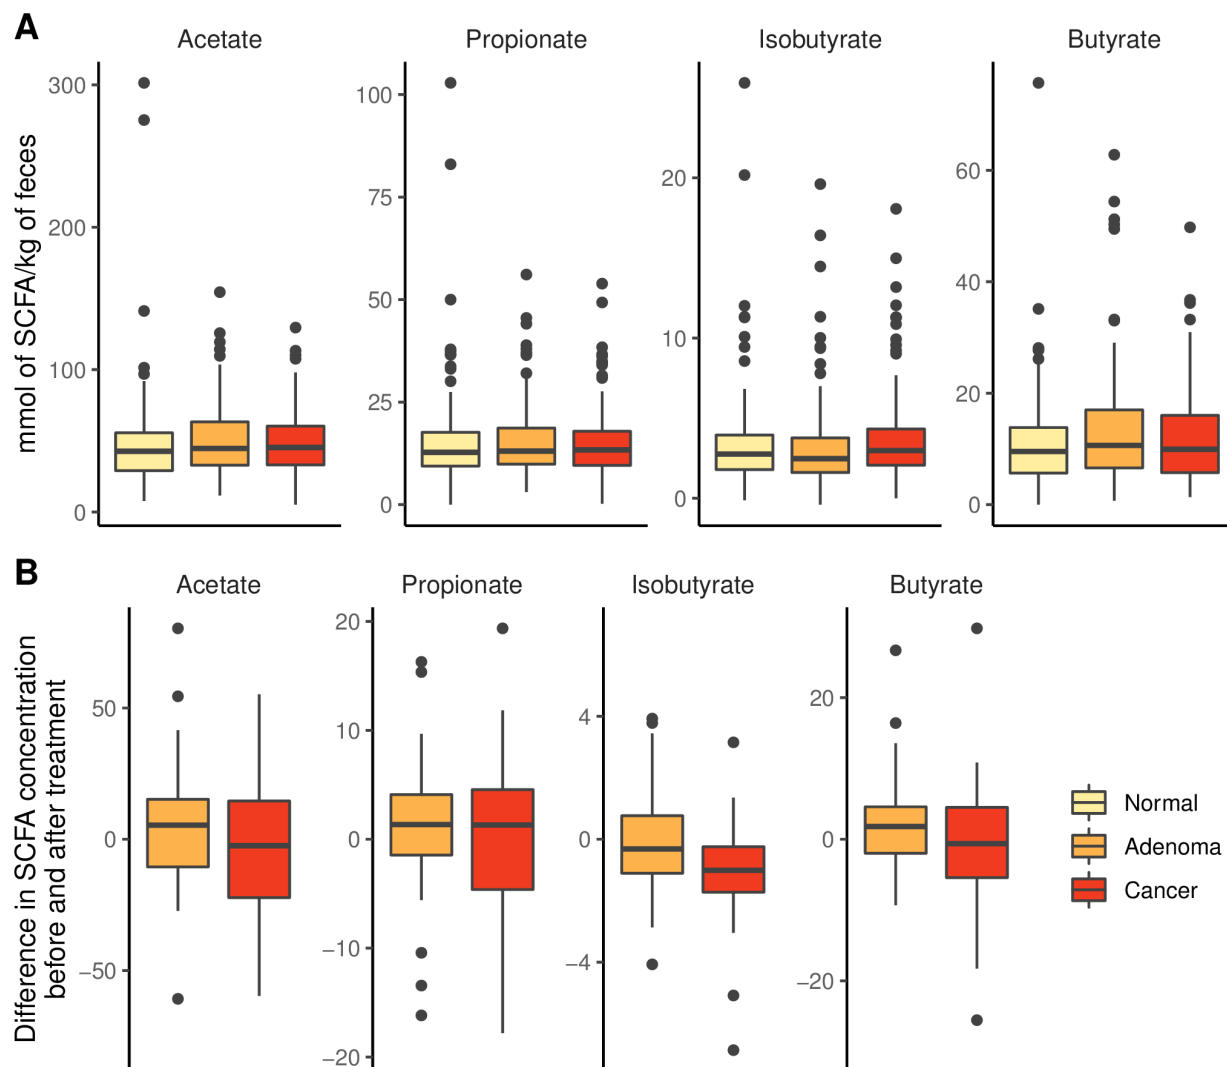 A
Acetate
Propionate
Isobutyrate
Butyrate
mmol of SCFA/kg of feces
300
200
100
0
100
75
50
25
0
20
10
0
60
40
20
0
B
Acetate
Propionate
Isobutyrate
Butyrate
Difference in SCFA concentration
before and after treatment
50
0
−50
20
10
0
−10
−20
4
0
−4
20
0
−20
Normal
Adenoma
Cancer